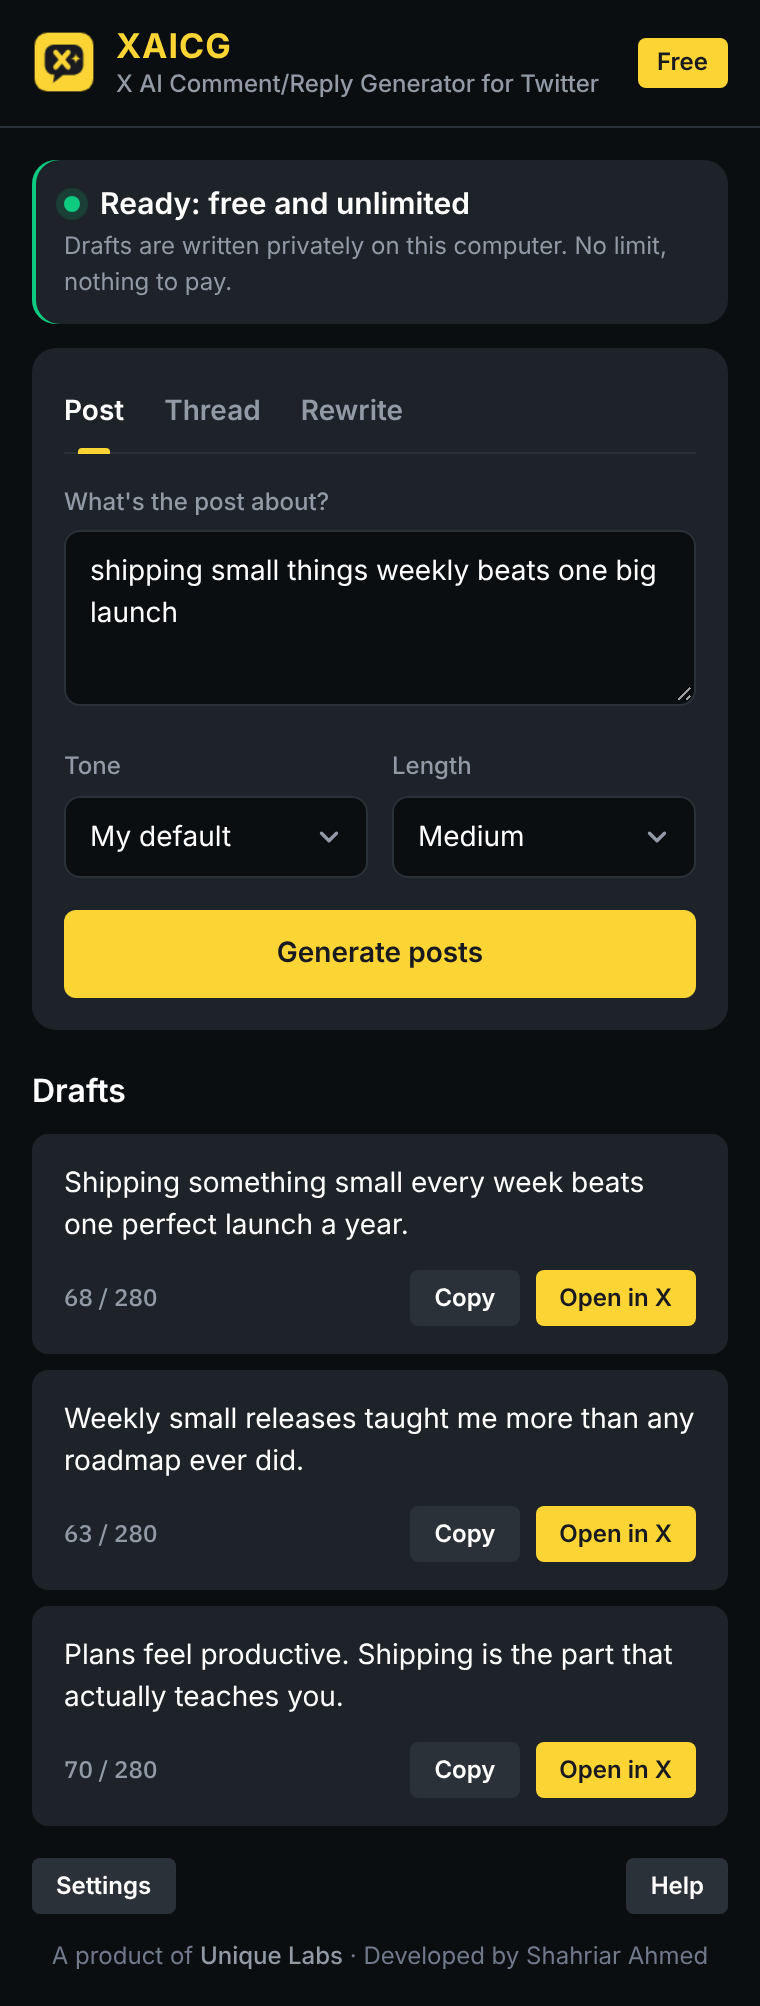 XAICG
X AI Comment/Reply Generator for Twitter
Free
Ready: free and unlimited
Drafts are written privately on this computer. No limit,
nothing to pay.
Post Thread Rewrite
What's the post about?
shipping small things weekly beats one big
launch
Tone Length
My default Medium
Generate posts
Drafts
Shipping something small every week beats
one perfect launch a year.
68 / 280 Copy Open in X
Weekly small releases taught me more than any
roadmap ever did.
63 / 280 Copy Open in X
Plans feel productive. Shipping is the part that
actually teaches you.
70 / 280 Copy Open in X
Settings Help
A product of Unique Labs · Developed by Shahriar Ahmed